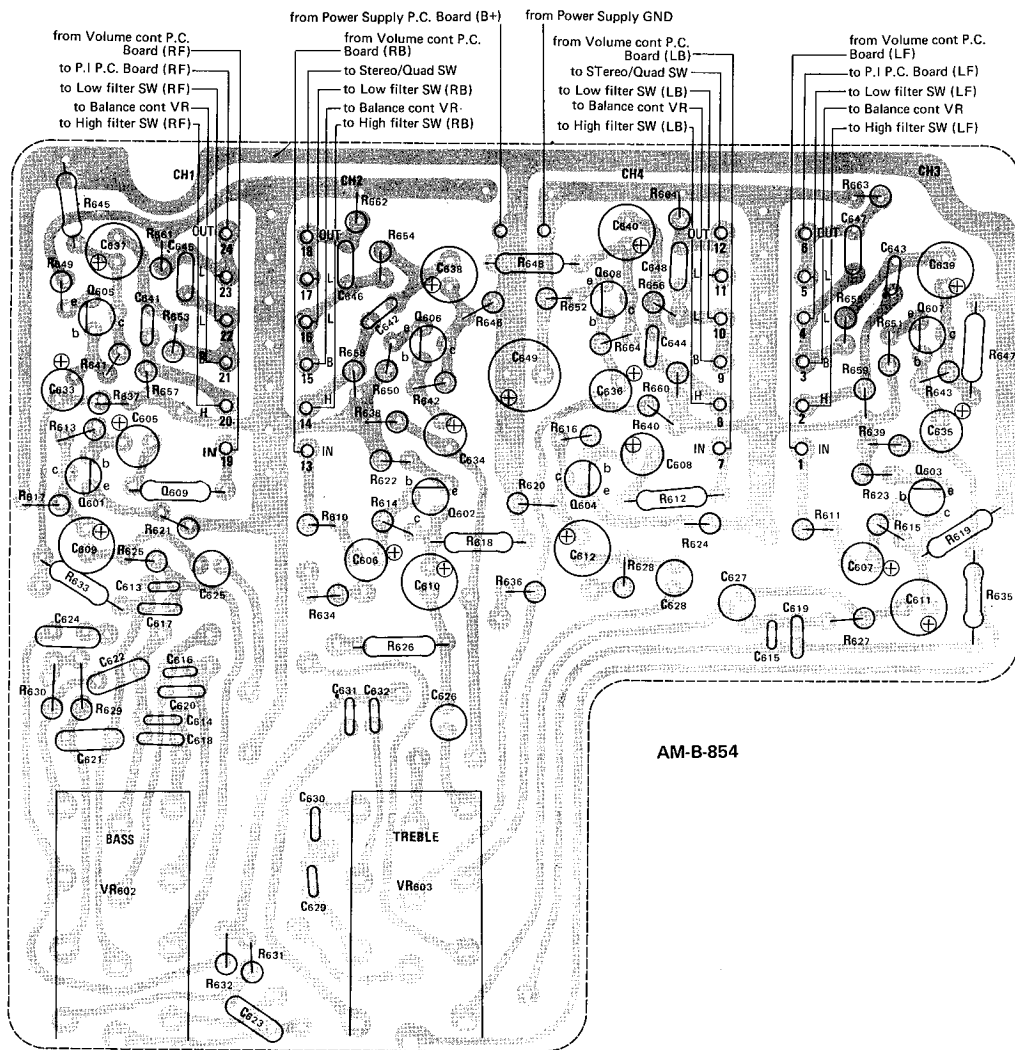 from Power Supply P.C. Board (B+)
from Power Supply GND
from Volume cont P.C.
Board (RF)
to P.I P.C. Board (RF)
to Low filter SW (RF)
to Balance cont VR
to High filter SW (RF)
from Volume cont P.C.
Board (RB)
to Stereo/Quad SW
to Low filter SW (RB)
to Balance cont VR
to High filter SW (RB)
from Volume cont P.C.
Board (LB)
to STereo/Quad SW
to Low filter SW (LB)
to Balance cont VR
to High filter SW (LB)
from Volume cont P.C.
Board (LF)
to P.I P.C. Board (LF)
to Low filter SW (LF)
to Balance cont VR
to High filter SW (LF)
CH1
CH2
CH4
CH3
R645
C637
R661
C645
OUT
24
R649
L
23
Q605
e
b
c
C641
R653
L
22
R641
B
21
C633
R637
R657
H
20
R613
C605
IN
19
c
b
e
Q601
Q609
R617
R621
C609
R625
C625
R633
C613
C617
C624
C622
C616
R630
R629
C620
C614
C618
C621
BASS
VR602
R632
R631
C623
R662
OUT
18
R654
L
17
C646
C638
L
16
C642
Q606
e
b
c
R646
B
15
R658
R650
R642
H
14
R638
C634
IN
13
R622
b
e
c
Q602
R614
R610
R618
C606
C610
R634
R626
C631
C632
C626
C630
C629
TREBLE
VR603
R648
C649
R652
R664
C640
OUT
12
Q608
C648
L
11
e
b
c
R656
L
10
R664
C644
B
9
C636
R660
H
8
R640
R616
C608
IN
7
c
b
e
Q604
R620
R612
R624
C612
R628
C628
R636
C627
R663
OUT
6
C647
C643
C639
L
5
R655
L
4
R651
Q607
e
b
c
R647
B
3
R659
R643
H
2
R639
C635
IN
1
R623
Q603
b
e
c
R611
R615
R619
C607
C611
R635
R627
C619
C615
AM-B-854